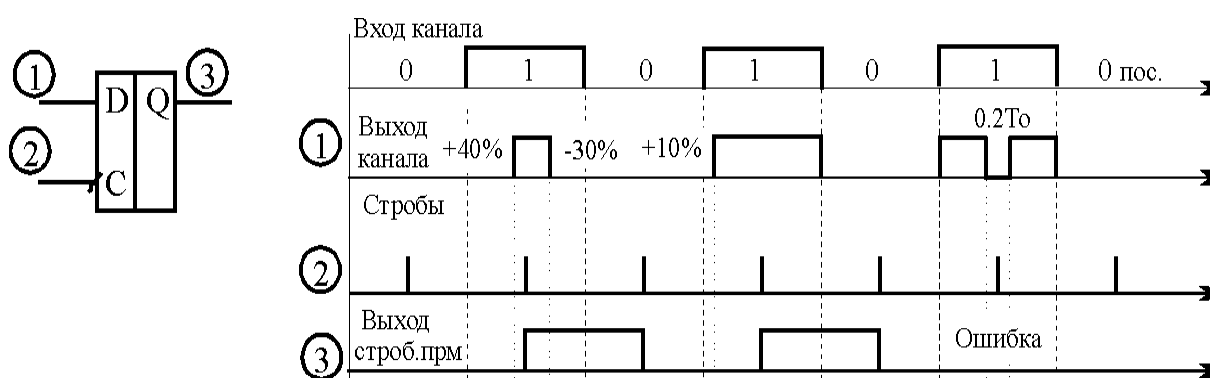 Вход канала
1 D Q 3
0 1 0 1 0 1 0 пос.
2 C
1 Выход канала +40% -30% +10% 0.2То
Стробы
2
3 Выход строб.прм Ошибка